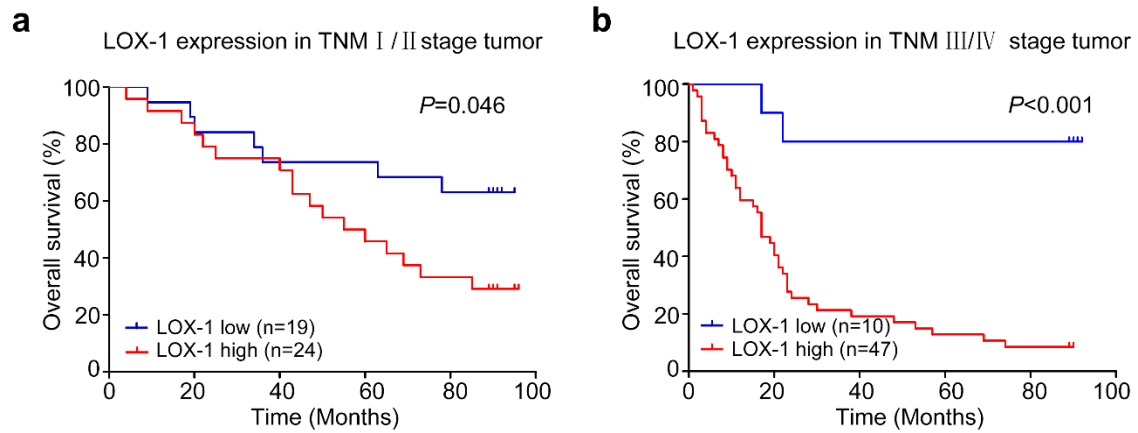 a
LOX-1 expression in TNM Ⅰ/Ⅱ stage tumor
Overall survival (%)
100
80
60
40
20
0
P=0.046
LOX-1 low (n=19)
LOX-1 high (n=24)
0 20 40 60 80 100
Time (Months)
b
LOX-1 expression in TNM Ⅲ/Ⅳ stage tumor
Overall survival (%)
100
80
60
40
20
0
P<0.001
LOX-1 low (n=10)
LOX-1 high (n=47)
0 20 40 60 80 100
Time (Months)